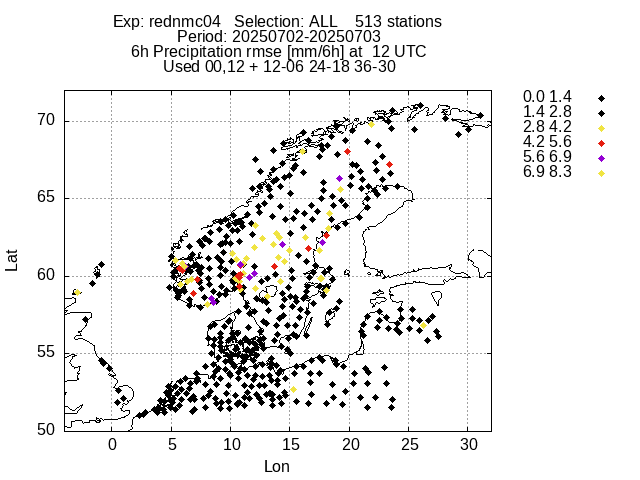 Exp: rednmc04 Selection: ALL 513 stations
Period: 20250702-20250703
6h Precipitation rmse [mm/6h] at 12 UTC
Used 00,12 + 12-06 24-18 36-30
0.0 1.4
1.4 2.8
2.8 4.2
4.2 5.6
5.6 6.9
6.9 8.3
70
65
60
55
50
Lat
0 5 10 15 20 25 30
Lon